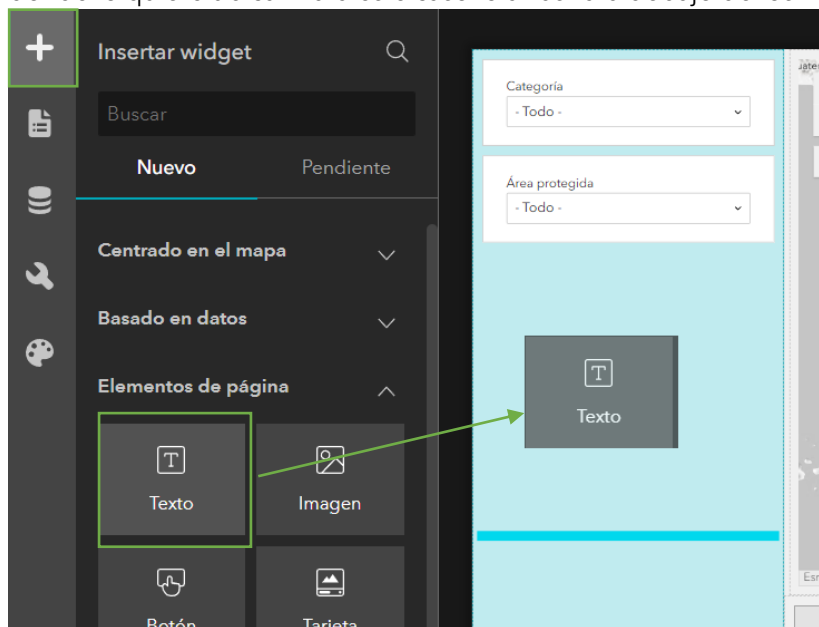 Insertar widget
Buscar
Nuevo
Pendiente
Centrado en el mapa
Basado en datos
Elementos de página
Texto
Imagen
Botón
Tarjeta
Categoría
- Todo -
Área protegida
- Todo -
Texto